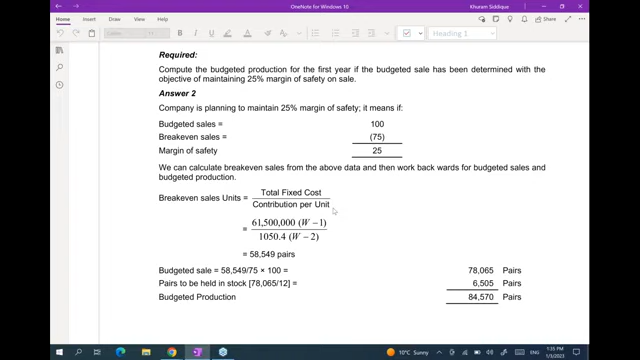 OneNote for Windows 10
Khuram Siddique
Home Insert Draw View Help
Share
Heading 1
Required:
Compute the budgeted production for the first year if the budgeted sale has been determined with the
objective of maintaining 25% margin of safety on sale.
Answer 2
Company is planning to maintain 25% margin of safety; it means if:
Budgeted sales = 100
Breakeven sales = (75)
Margin of safety 25
We can calculate breakeven sales from the above data and then work back wards for budgeted sales and
budgeted production.
Breakeven sales Units = Total Fixed Cost
Contribution per Unit
= 61,500,000 (W – 1)
1050.4 (W – 2)
= 58,549 pairs
Budgeted sale = 58,549/75 × 100 = 78,065 Pairs
Pairs to be held in stock [78,065/12] = 6,505 Pairs
Budgeted Production 84,570 Pairs
10°C Sunny
ENG
1:35 PM
1/3/2023